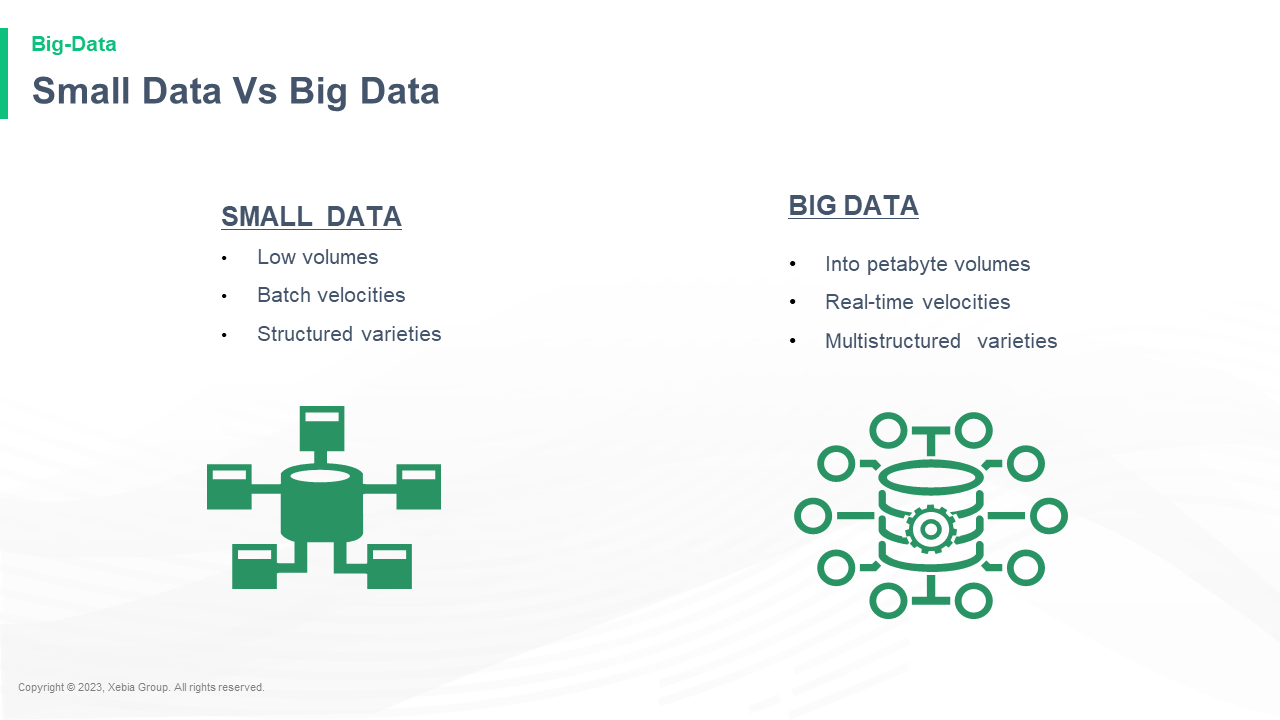 Big-Data
Small Data Vs Big Data
SMALL DATA
• Low volumes
• Batch velocities
• Structured varieties
BIG DATA
• Into petabyte volumes
• Real-time velocities
• Multistructured varieties
Copyright © 2023, Xebia Group. All rights reserved.